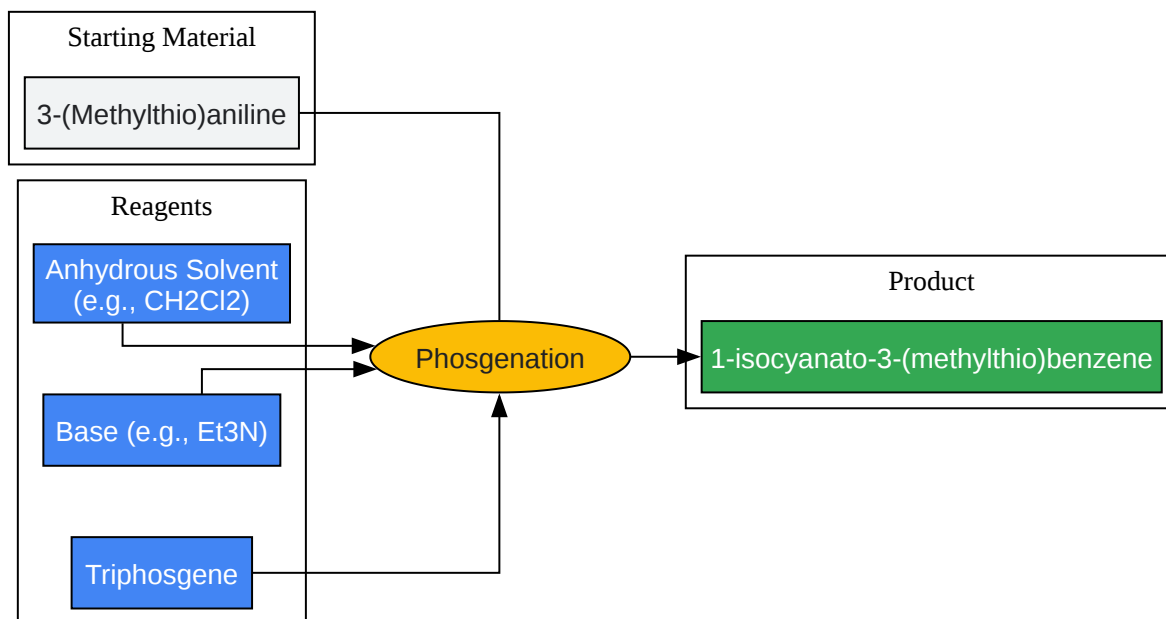 Starting Material
3-(Methylthio)aniline
Reagents
Anhydrous Solvent
(e.g., CH2Cl2)
Base (e.g., Et3N)
Triphosgene
Phosgenation
Product
1-isocyanato-3-(methylthio)benzene